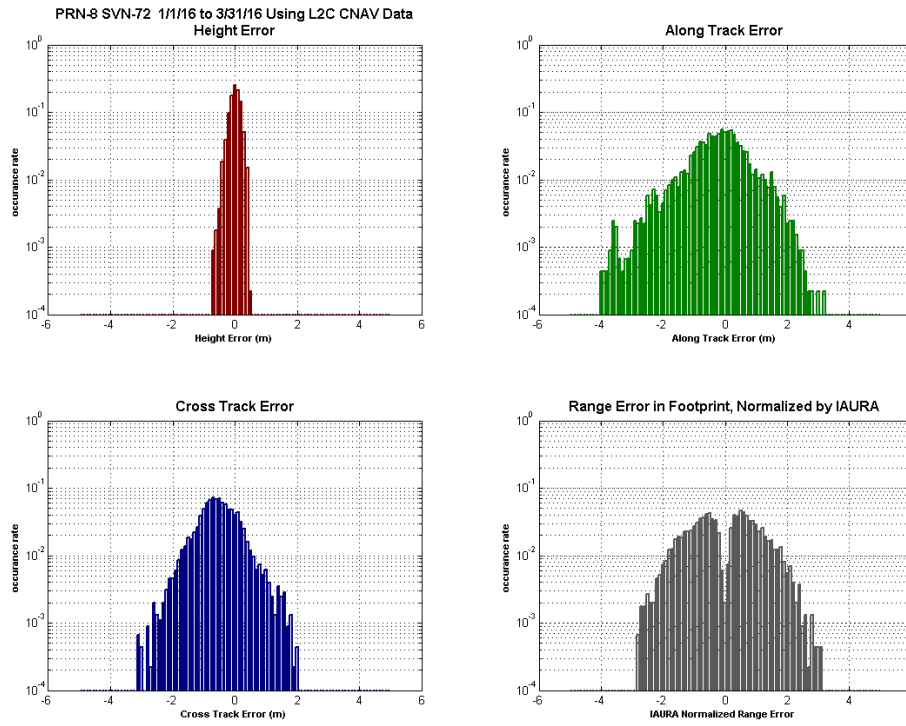 PRN-8 SVN-72 1/1/16 to 3/31/16 Using L2C CNAV Data
Height Error
10^0
10^-1
10^-2
10^-3
10^-4
occurance rate
-6 -4 -2 0 2 4 6
Height Error (m)
Along Track Error
10^0
10^-1
10^-2
10^-3
10^-4
occurance rate
-6 -4 -2 0 2 4
Along Track Error (m)
Cross Track Error
10^0
10^-1
10^-2
10^-3
10^-4
occurance rate
-6 -4 -2 0 2 4 6
Cross Track Error (m)
Range Error in Footprint, Normalized by IAURA
10^0
10^-1
10^-2
10^-3
10^-4
occurance rate
-6 -4 -2 0 2 4
IAURA Normalized Range Error